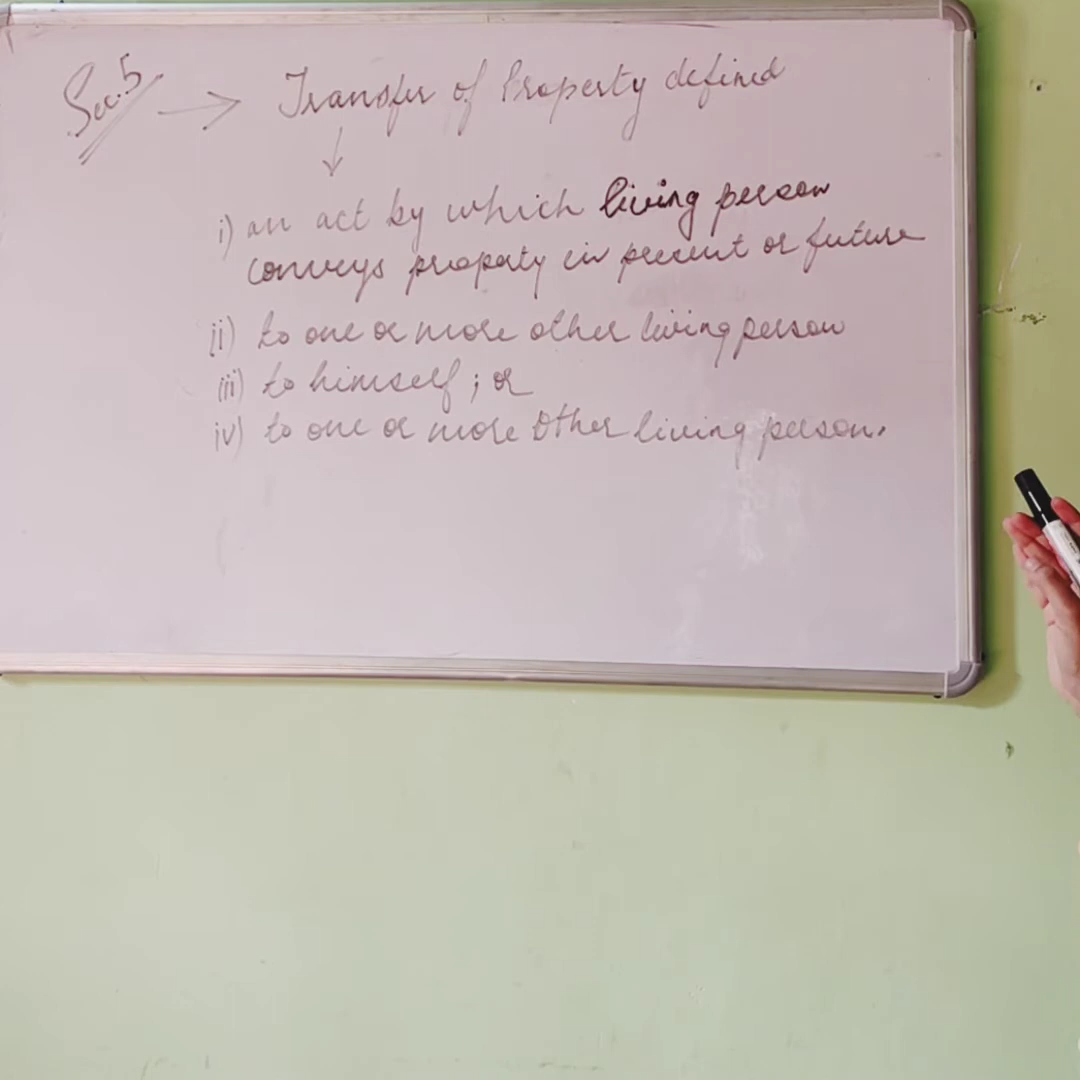 Sec. 5 → Transfer of Property defined
↓
i) an act by which living person
conveys property in present or future
ii) to one or more other living person
iii) to himself ; or
iv) to one or more other living person.